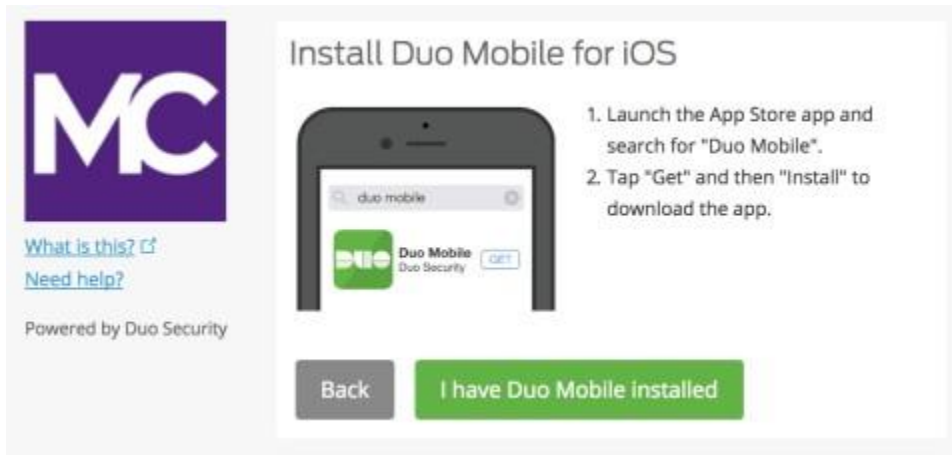 MC
What is this?
Need help?
Powered by Duo Security
Install Duo Mobile for iOS
duo mobile
DUO
Duo Mobile
Duo Security
GET
1. Launch the App Store app and
search for "Duo Mobile".
2. Tap "Get" and then "Install" to
download the app.
Back
I have Duo Mobile installed